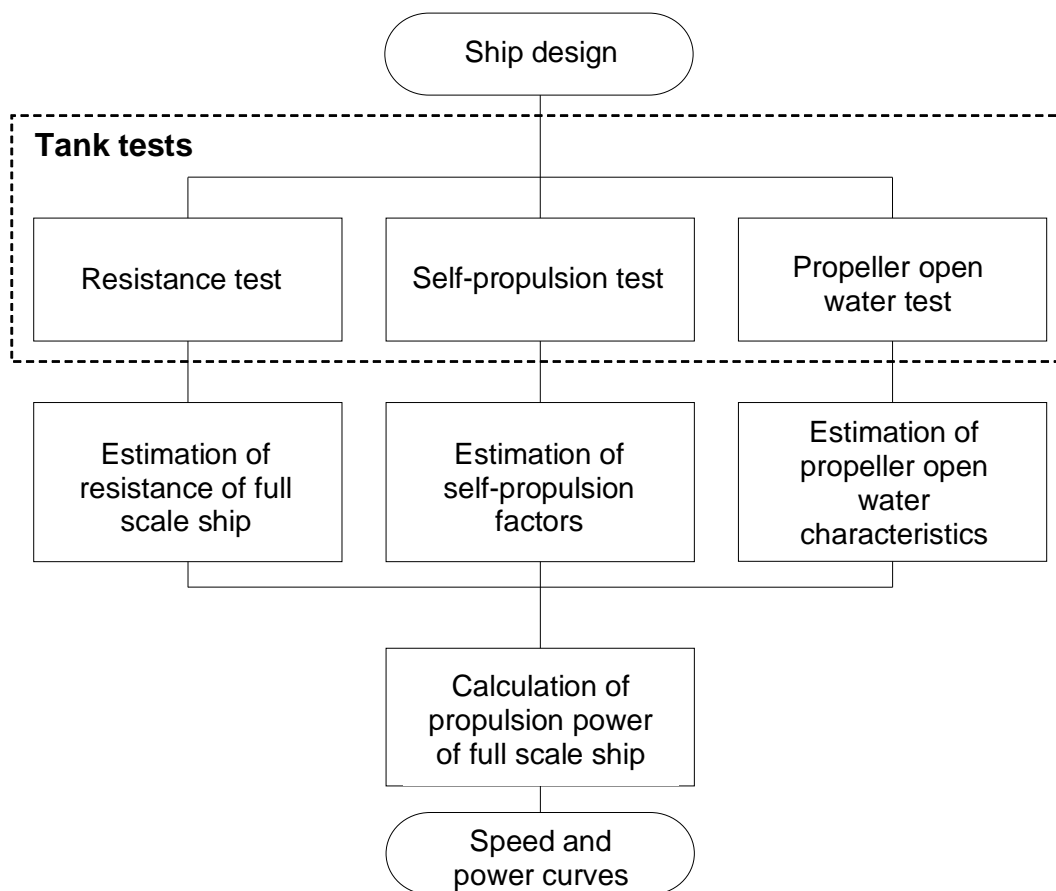 Ship design
Tank tests
Resistance test
Self-propulsion test
Propeller open
water test
Estimation of
resistance of full
scale ship
Estimation of
self-propulsion
factors
Estimation of
propeller open
water
characteristics
Calculation of
propulsion power
of full scale ship
Speed and
power curves